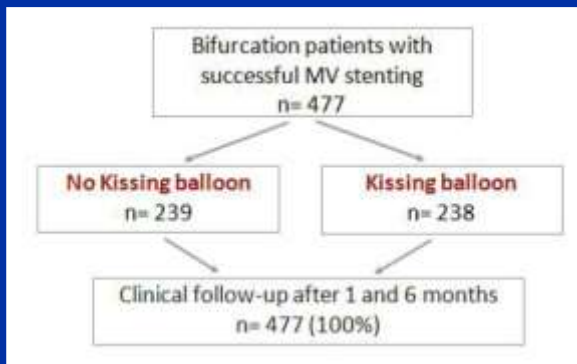 Bifurcation patients with
successful MV stenting
n= 477
No Kissing balloon
n= 239
Kissing balloon
n= 238
Clinical follow-up after 1 and 6 months
n= 477 (100%)